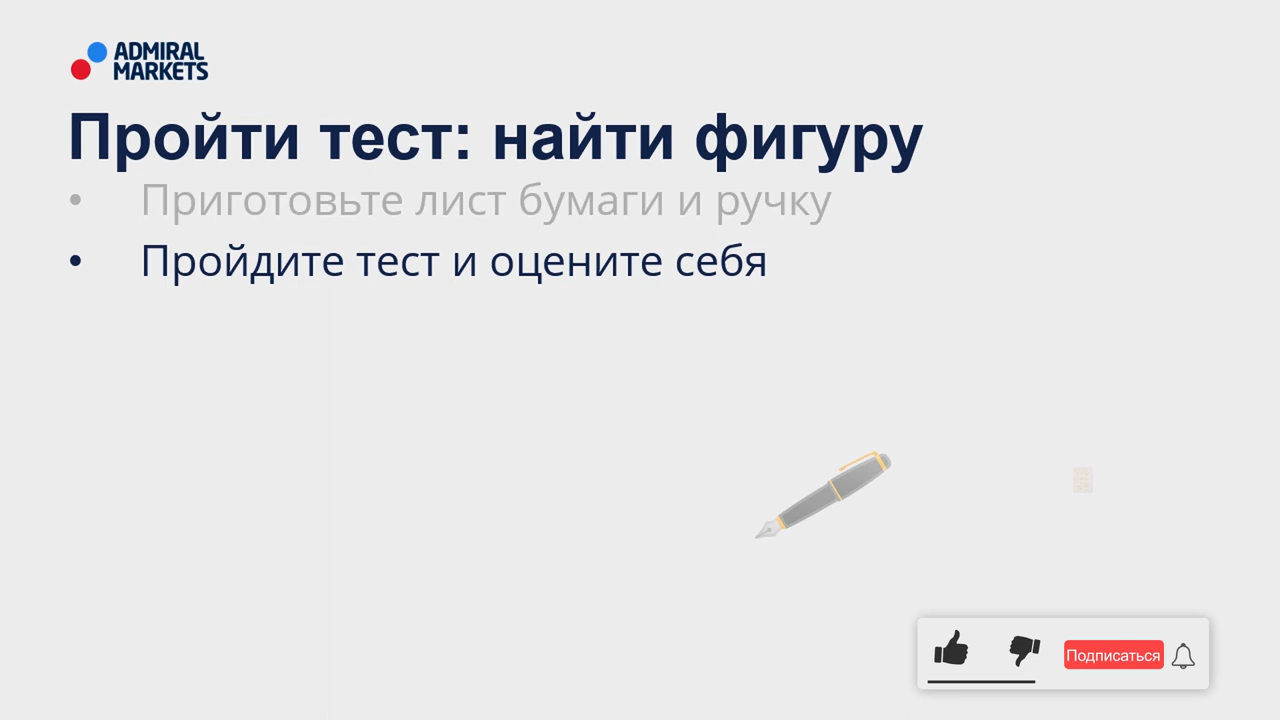 ADMIRAL
MARKETS
Пройти тест: найти фигуру
• Приготовьте лист бумаги и ручку
• Пройдите тест и оцените себя
Подписаться